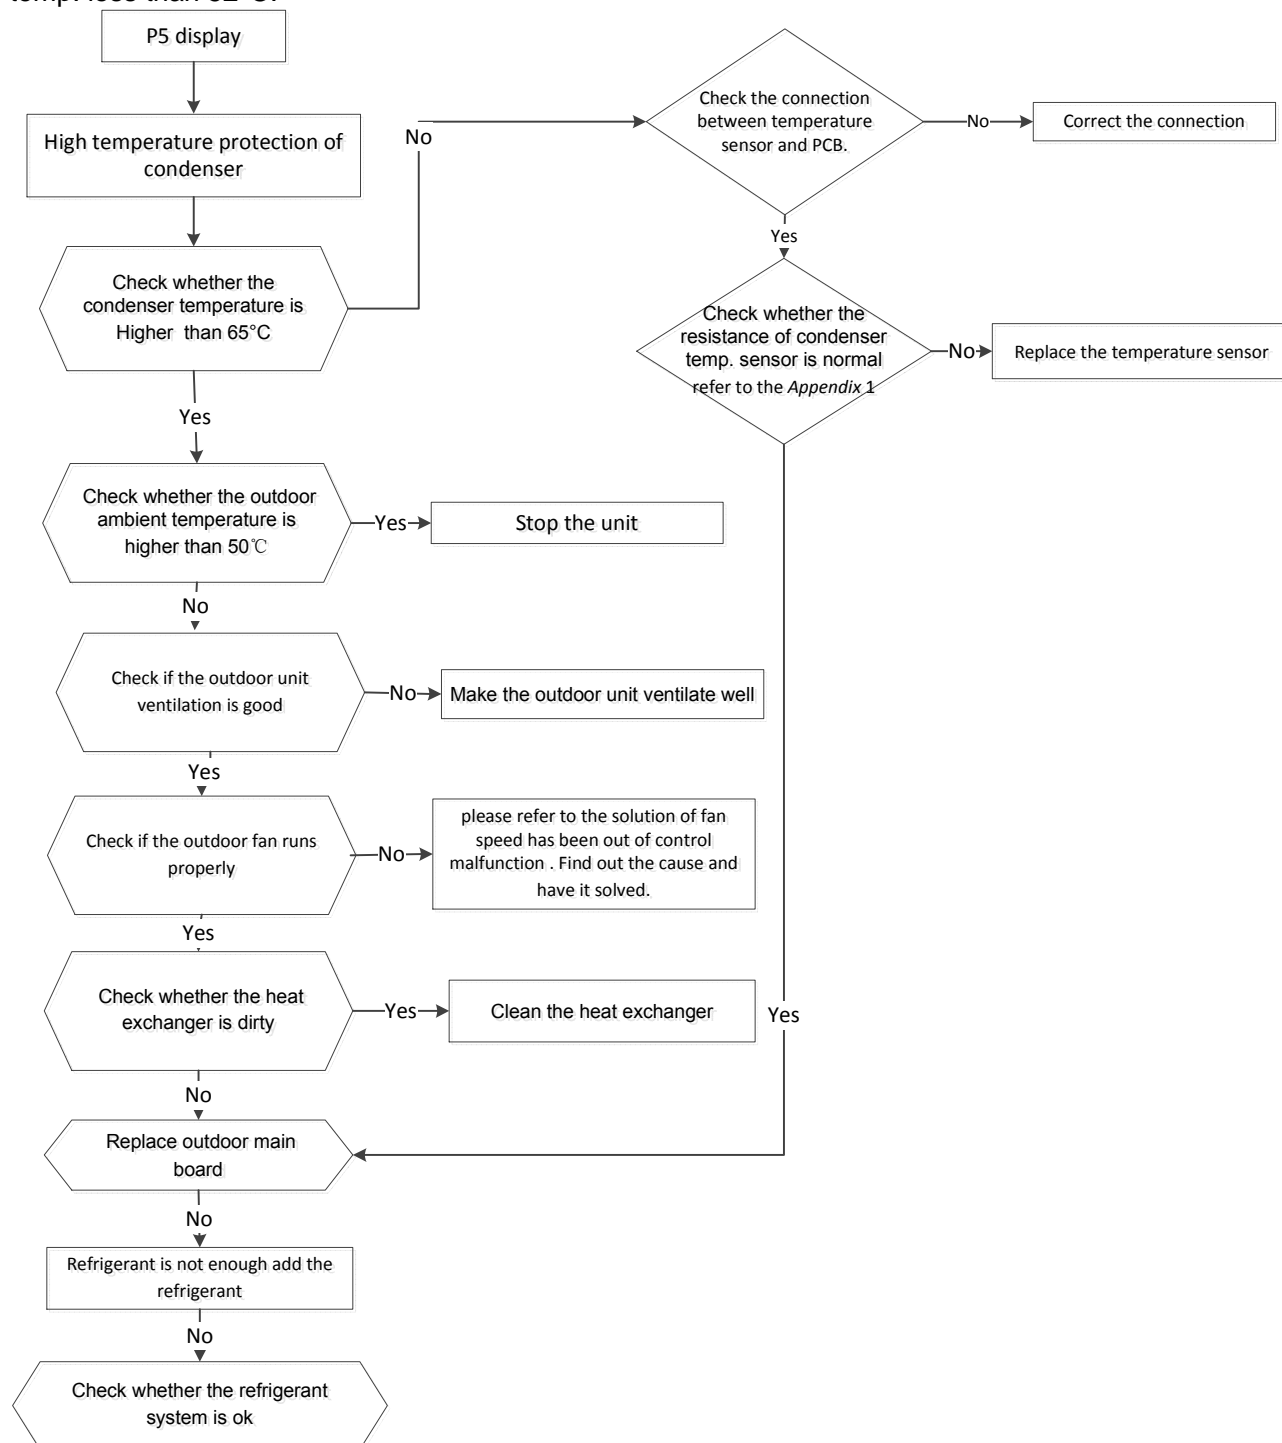 temp. less than 52°C.
P5 display
High temperature protection of
condenser
No
Check the connection
between temperature
sensor and PCB.
No
Correct the connection
Yes
Check whether the
condenser temperature is
Higher than 65°C
Check whether the
resistance of condenser
temp. sensor is normal
refer to the Appendix 1
No
Replace the temperature sensor
Yes
Check whether the outdoor
ambient temperature is
higher than 50℃
Yes
Stop the unit
No
Check if the outdoor unit
ventilation is good
No
Make the outdoor unit ventilate well
Yes
Check if the outdoor fan runs
properly
No
please refer to the solution of fan
speed has been out of control
malfunction . Find out the cause and
have it solved.
Yes
Check whether the heat
exchanger is dirty
Yes
Clean the heat exchanger
Yes
No
Replace outdoor main
board
No
Refrigerant is not enough add the
refrigerant
No
Check whether the refrigerant
system is ok